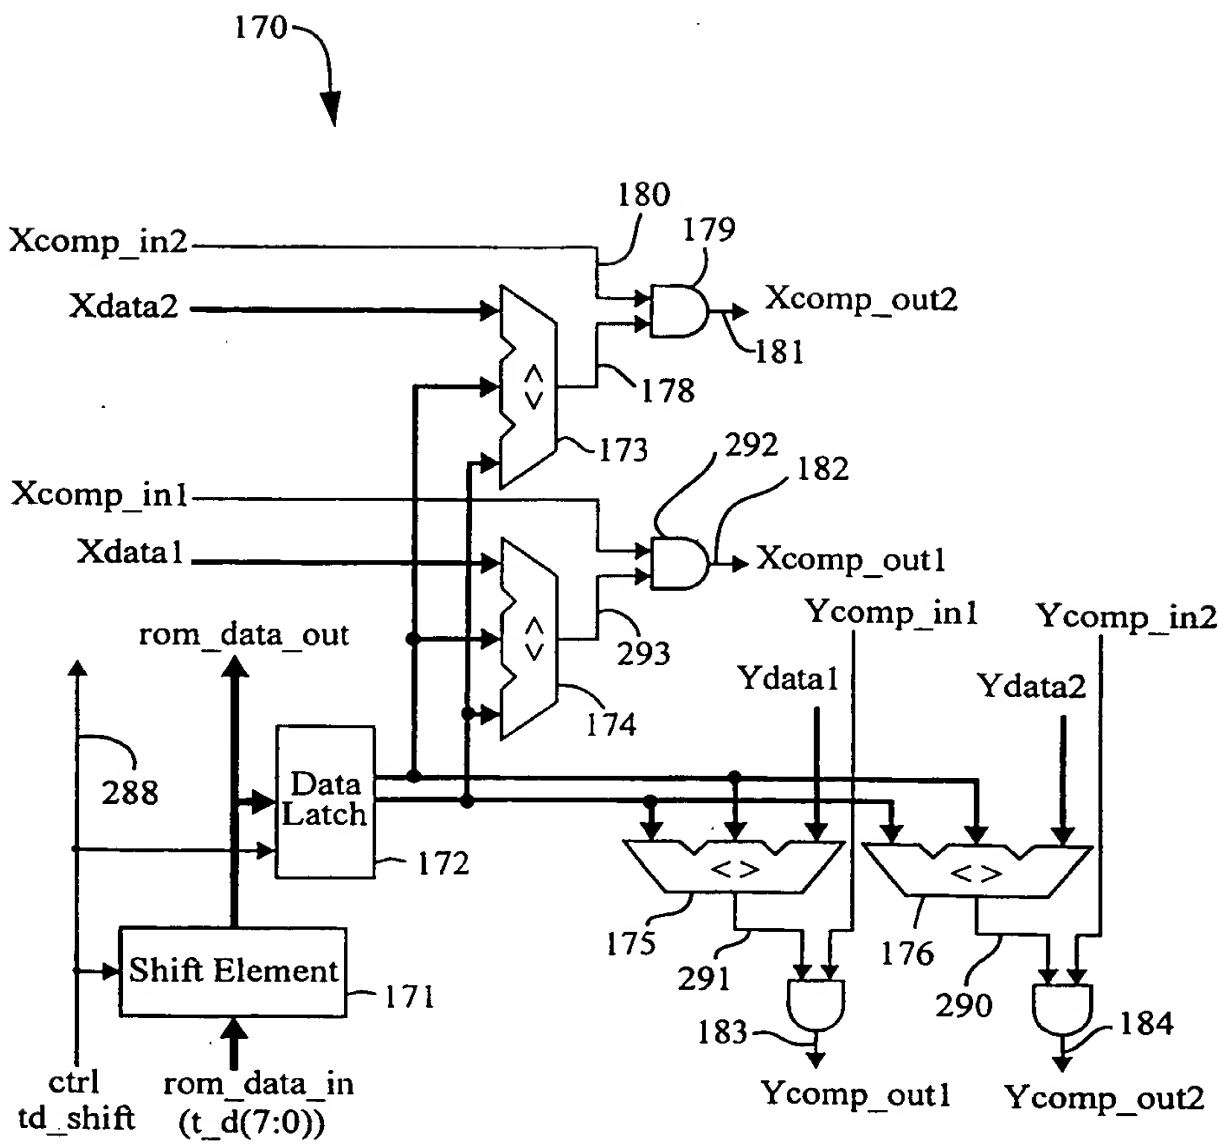 170
180
179
Xcomp_in2
Xdata2
Xcomp_out2
181
< >
178
173
292
182
Xcomp_in1
Xdata1
Xcomp_out1
< >
293
174
Ycomp_in1
Ycomp_in2
rom_data_out
Ydata1
Ydata2
288
Data
Latch
172
< >
< >
175
176
291
290
Shift Element
171
183
184
ctrl
td_shift
rom_data_in
(t_d(7:0))
Ycomp_out1
Ycomp_out2